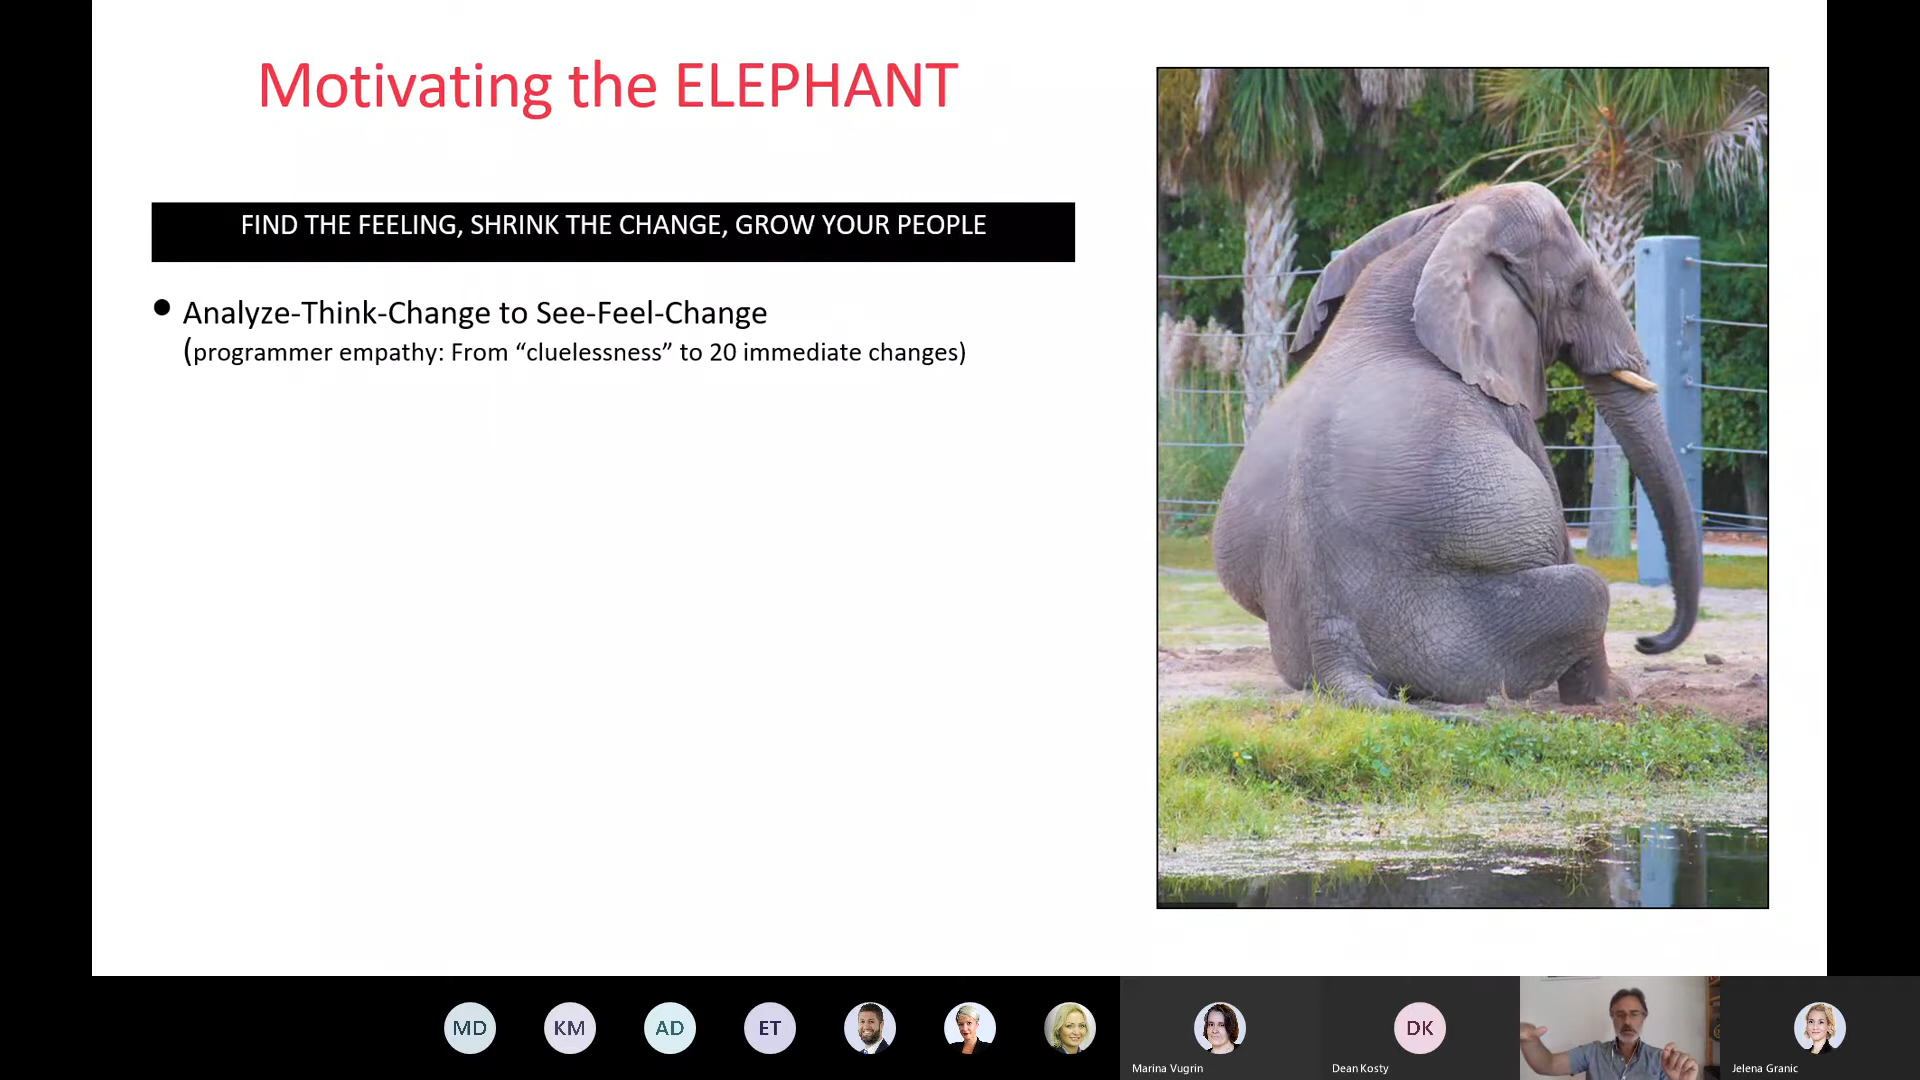 Motivating the ELEPHANT
FIND THE FEELING, SHRINK THE CHANGE, GROW YOUR PEOPLE
● Analyze-Think-Change to See-Feel-Change
(programmer empathy: From “cluelessness” to 20 immediate changes)
MD
KM
AD
ET
DK
Marina Vugrin
Dean Kosty
Jelena Granic